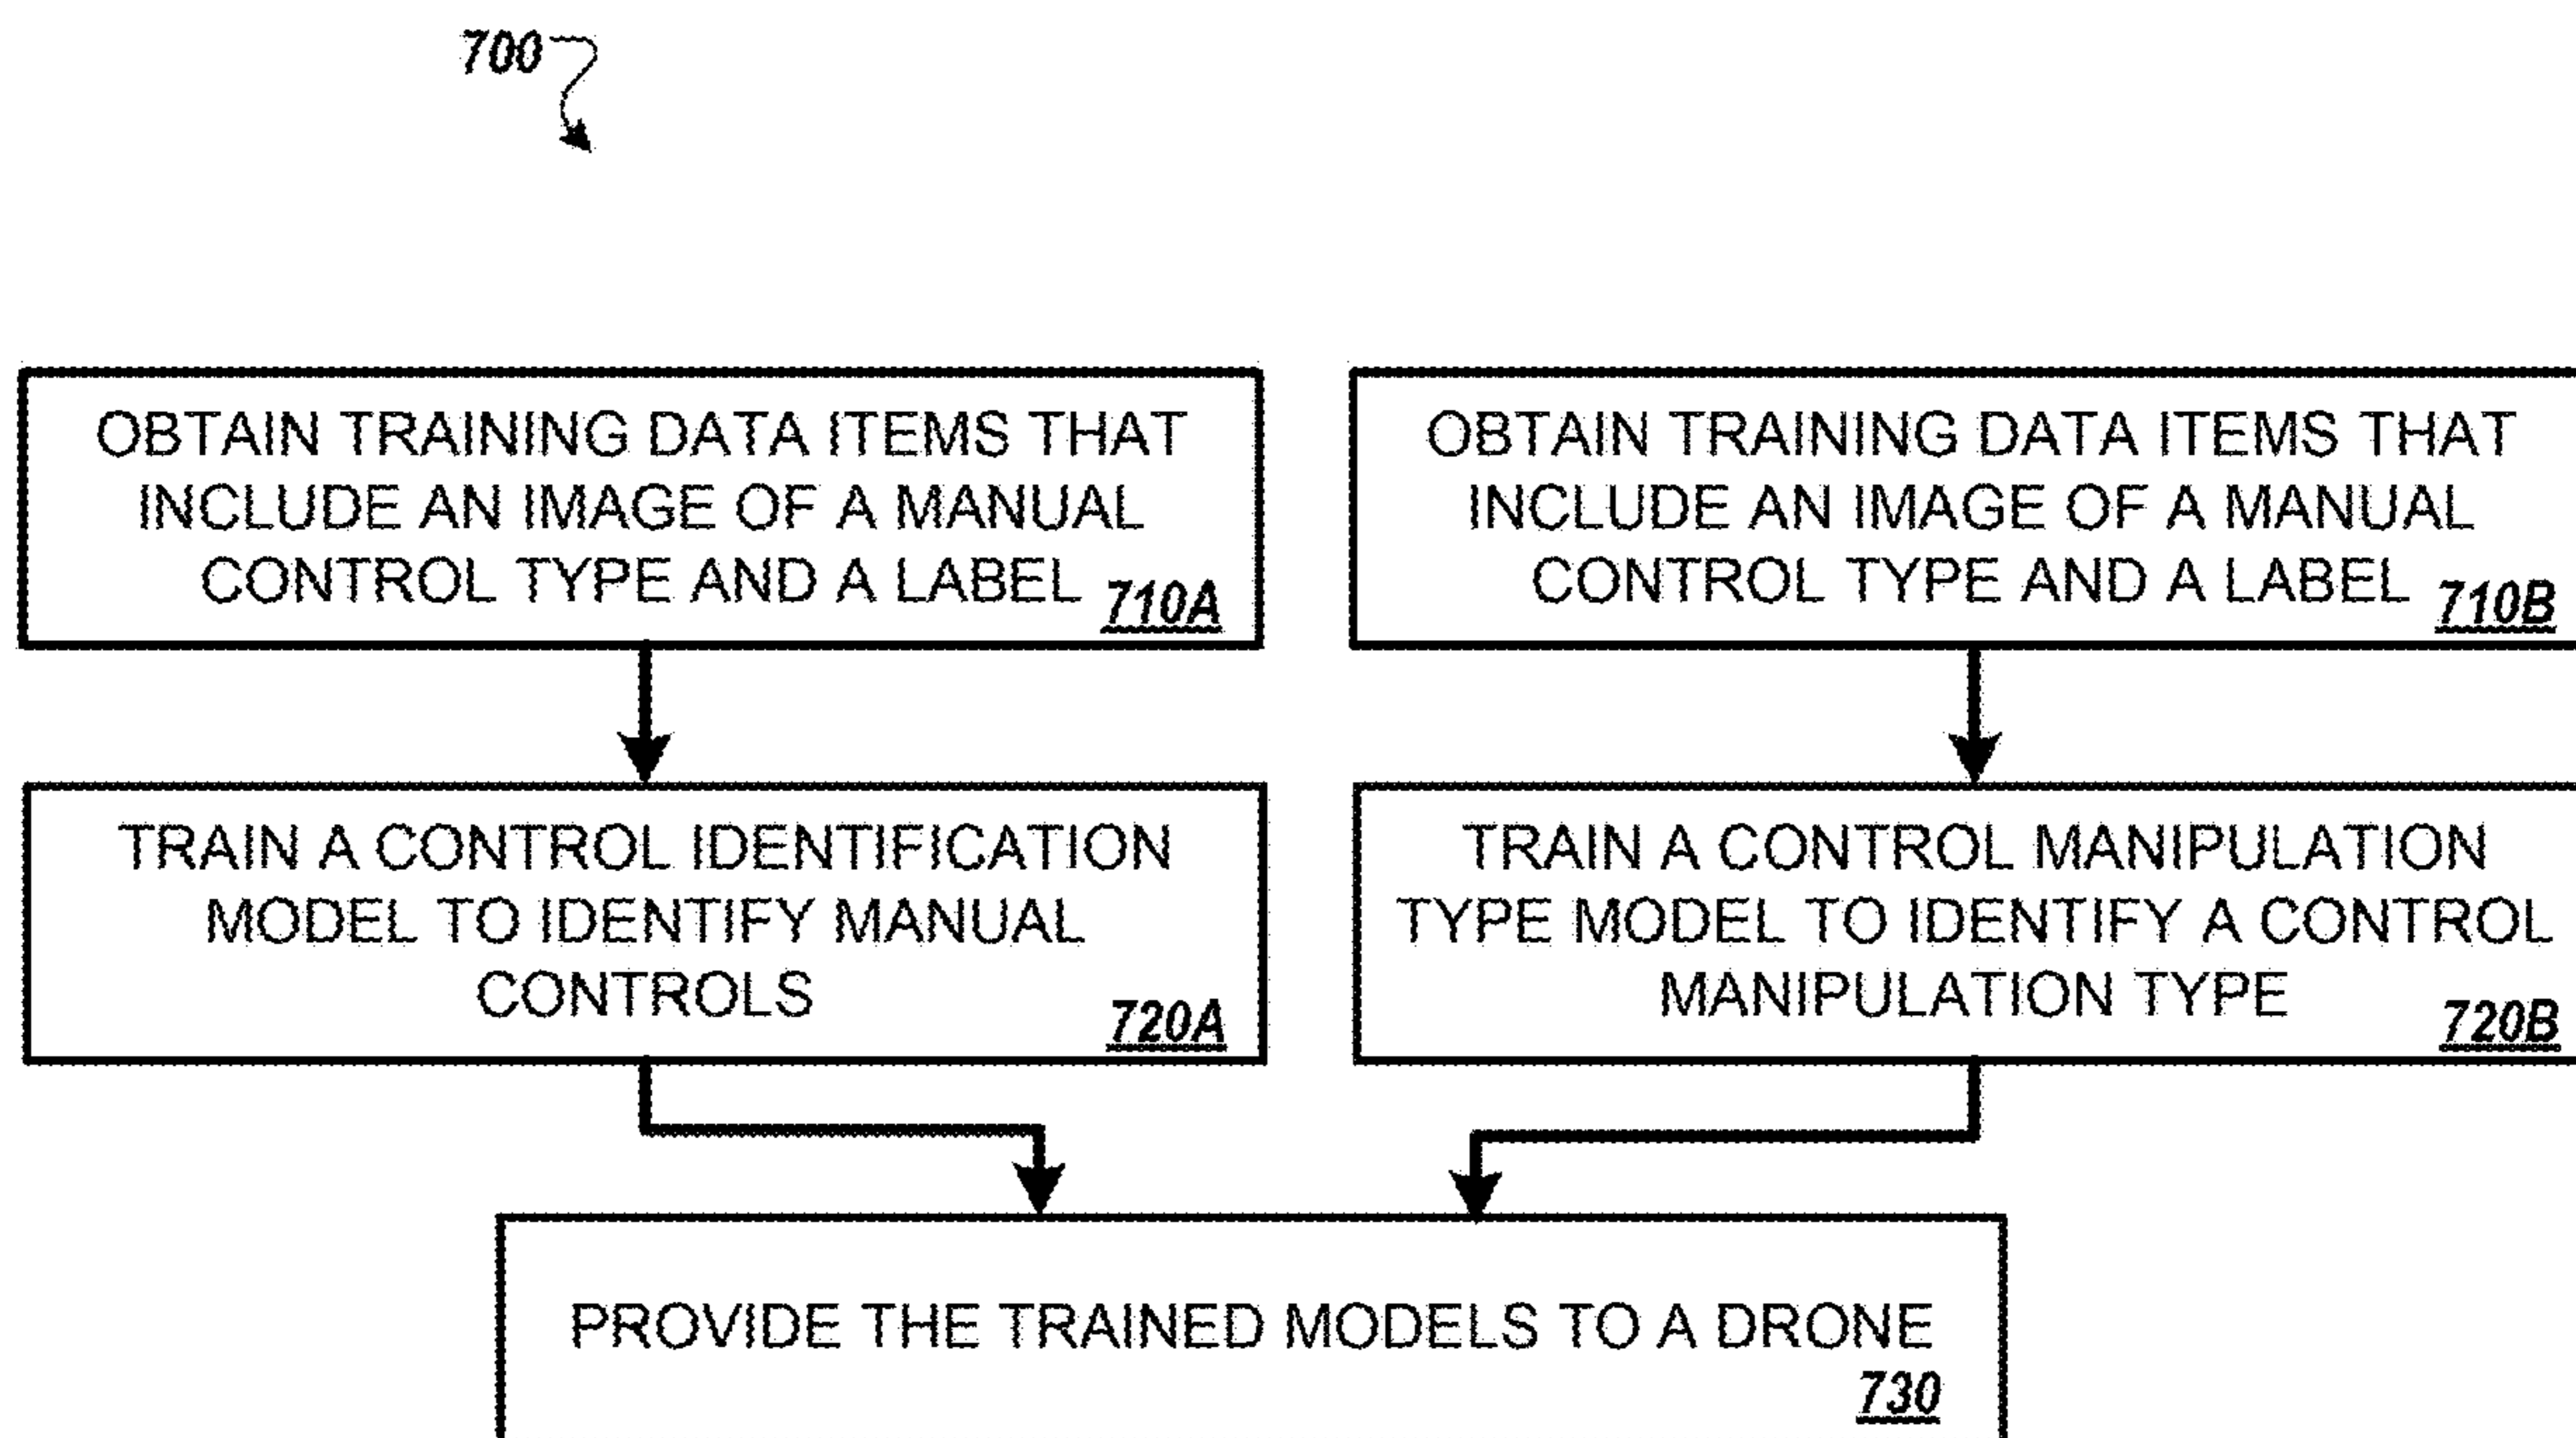 700
OBTAIN TRAINING DATA ITEMS THAT
INCLUDE AN IMAGE OF A MANUAL
CONTROL TYPE AND A LABEL 710A
OBTAIN TRAINING DATA ITEMS THAT
INCLUDE AN IMAGE OF A MANUAL
CONTROL TYPE AND A LABEL 710B
TRAIN A CONTROL IDENTIFICATION
MODEL TO IDENTIFY MANUAL
CONTROLS 720A
TRAIN A CONTROL MANIPULATION
TYPE MODEL TO IDENTIFY A CONTROL
MANIPULATION TYPE 720B
PROVIDE THE TRAINED MODELS TO A DRONE
730